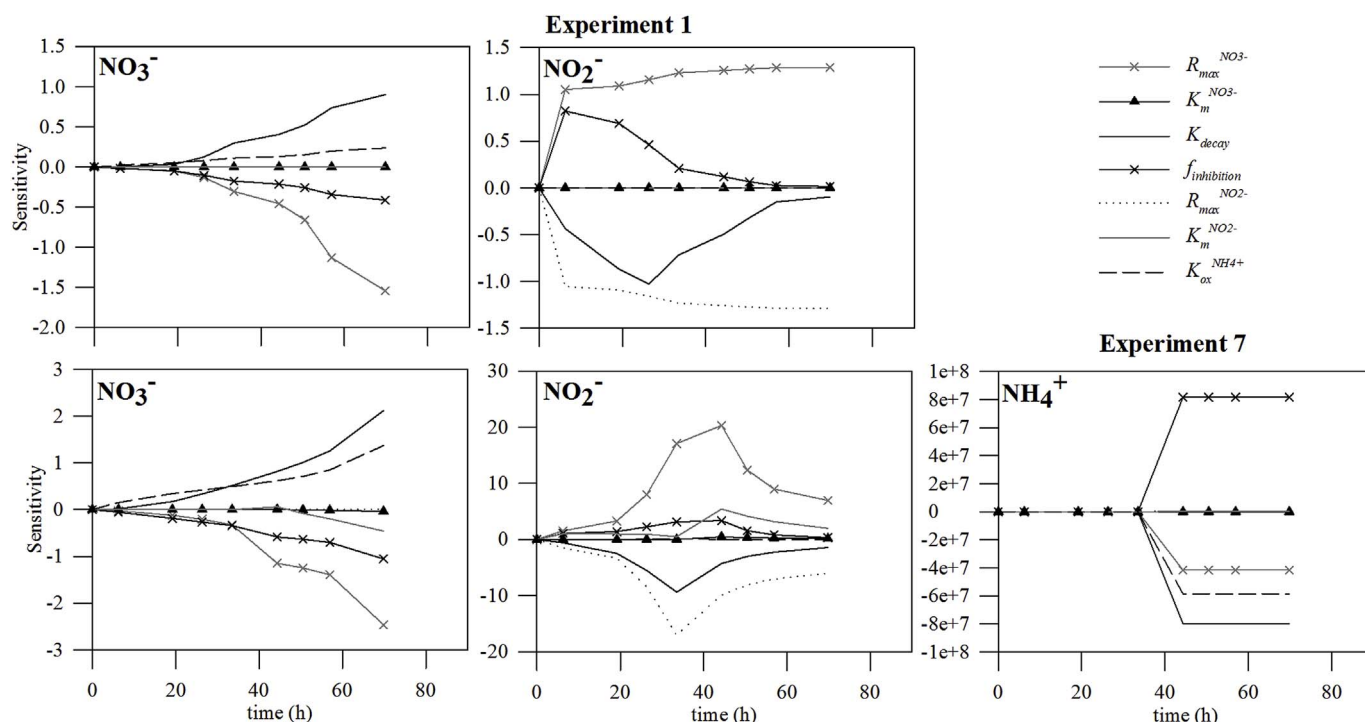 Experiment 1
NO3-
1.5
1.0
0.5
0.0
-0.5
-1.0
-1.5
-2.0
Sensitivity
NO2-
1.5
1.0
0.5
0.0
-0.5
-1.0
-1.5
Rmax NO3-
Km NO3-
Kdecay
finhibition
Rmax NO2-
Km NO2-
Kox NH4+
Experiment 7
NO3-
3
2
1
0
-1
-2
-3
Sensitivity
0 20 40 60 80
time (h)
NO2-
30
20
10
0
-10
-20
0 20 40 60 80
time (h)
NH4+
1e+8
8e+7
6e+7
4e+7
2e+7
0
-2e+7
-4e+7
-6e+7
-8e+7
-1e+8
0 20 40 60 80
time (h)